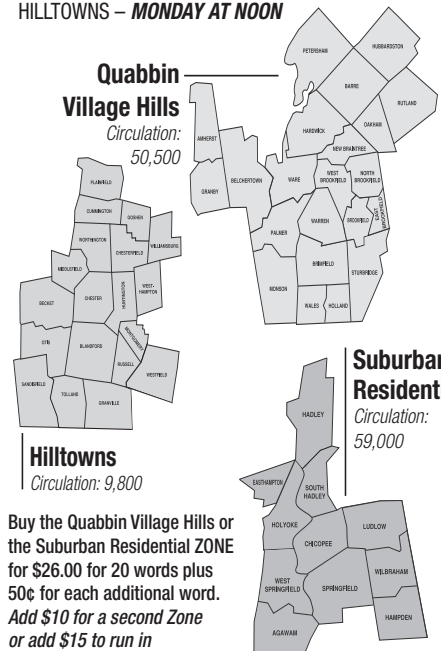 HILLTOWNS – MONDAY AT NOON
Quabbin
Village Hills
Circulation:
50,500
PETERSHAM
HUBBARDSTON
BARRE
RUTLAND
OAKHAM
HARDWICK
NEW BRAINTREE
AMHERST
GRANBY
BELCHERTOWN
WARE
WEST
BROOKFIELD
NORTH
BROOKFIELD
EAST
BROOKFIELD
BROOKFIELD
WARREN
PALMER
BRIMFIELD
STURBRIDGE
MONSON
WALES
HOLLAND
PLAINFIELD
CUMMINGTON
GOSHEN
WORTHINGTON
CHESTERFIELD
WILLIAMSBURG
MIDDLEFIELD
WEST-
HAMPTON
BECKET
CHESTER
HUNTINGTON
MONTGOMERY
OTIS
BLANDFORD
RUSSELL
WESTFIELD
SANDISFIELD
TOLLAND
GRANVILLE
Hilltowns
Circulation: 9,800
Suburban
Residenti
Circulation:
59,000
HADLEY
EASTHAMPTON
SOUTH
HADLEY
HOLYOKE
CHICOPEE
LUDLOW
WEST
SPRINGFIELD
SPRINGFIELD
WILBRAHAM
AGAWAM
HAMPDEN
Buy the Quabbin Village Hills or
the Suburban Residential ZONE
for $26.00 for 20 words plus
50¢ for each additional word.
Add $10 for a second Zone
or add $15 to run in